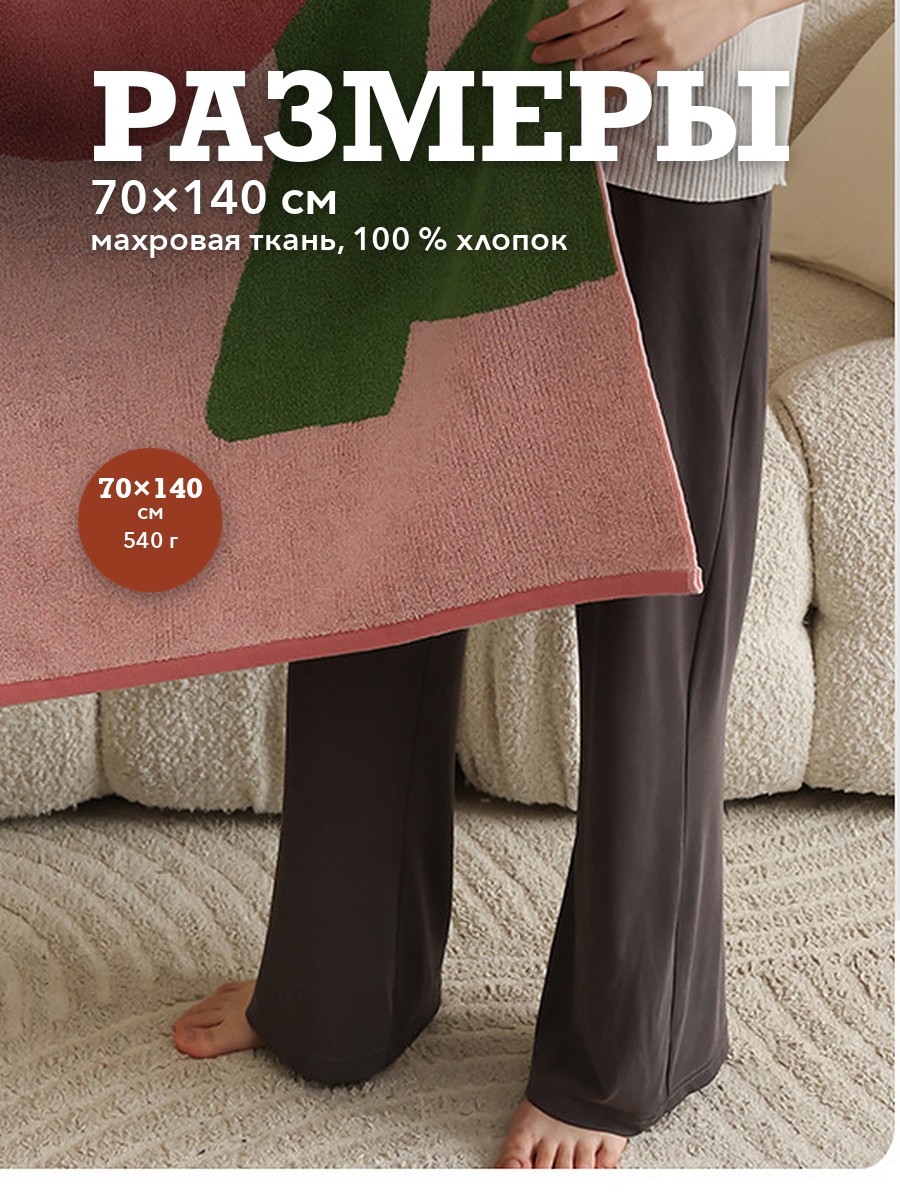 РАЗМЕРЫ
70×140 см
махровая ткань, 100 % хлопок
70×140
см
540 г